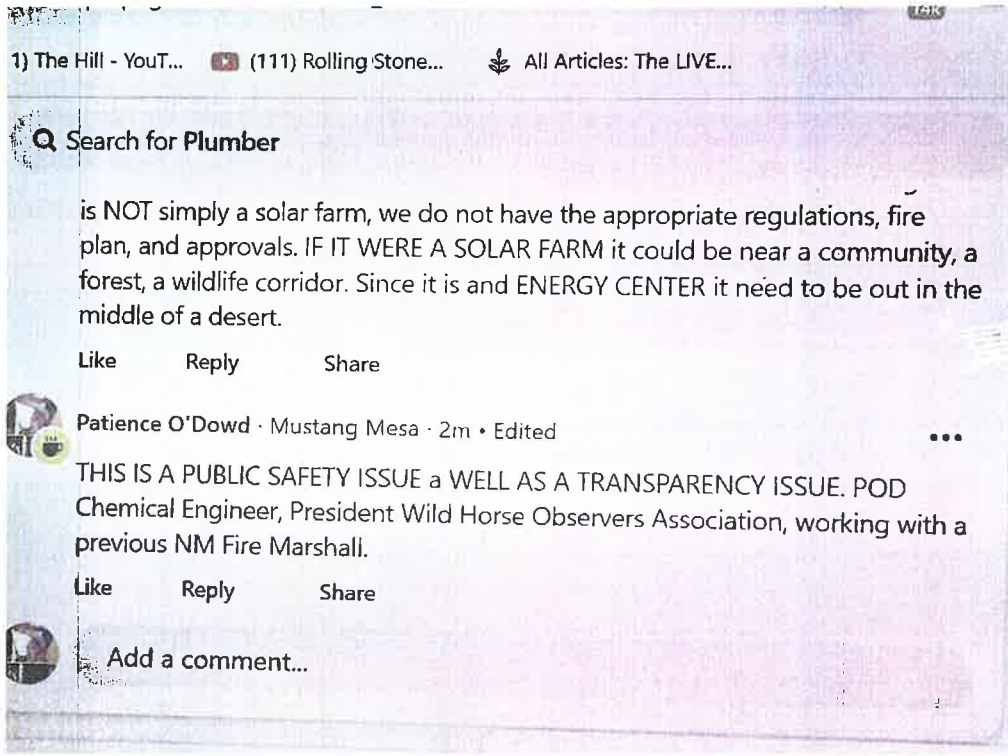 14K
1) The Hill - YouT... (111) Rolling Stone... All Articles: The LIVE...
Search for Plumber
is NOT simply a solar farm, we do not have the appropriate regulations, fire
plan, and approvals. IF IT WERE A SOLAR FARM it could be near a community, a
forest, a wildlife corridor. Since it is and ENERGY CENTER it need to be out in the
middle of a desert.
Like Reply Share
Patience O'Dowd · Mustang Mesa · 2m • Edited
THIS IS A PUBLIC SAFETY ISSUE a WELL AS A TRANSPARENCY ISSUE. POD
Chemical Engineer, President Wild Horse Observers Association, working with a
previous NM Fire Marshall.
Like Reply Share
Add a comment...